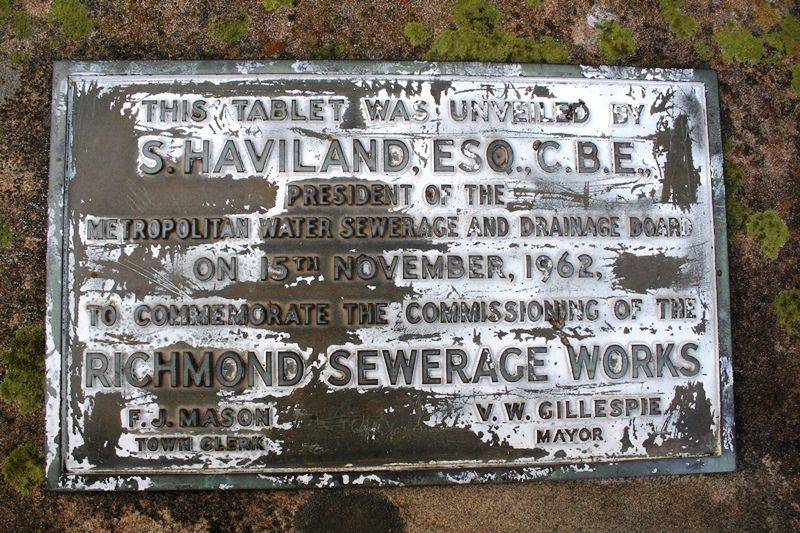 THIS TABLET WAS UNVEILED BY
S. HAVILAND, ESQ., C.B.E.,
PRESIDENT OF THE
METROPOLITAN WATER SEWERAGE AND DRAINAGE BOARD
ON 15TH NOVEMBER, 1962,
TO COMMEMORATE THE COMMISSIONING OF THE
RICHMOND SEWERAGE WORKS
F. J. MASON
TOWN CLERK
V. W. GILLESPIE
MAYOR